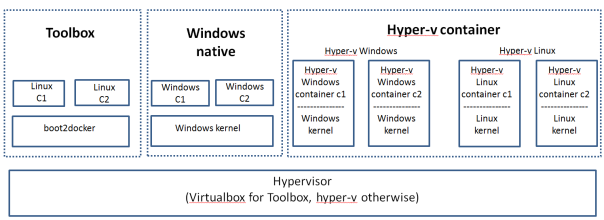 Toolbox
Linux
C1
Linux
C2
boot2docker
Windows
native
Windows
C1
Windows
C2
Windows kernel
Hyper-v container
Hyper-v Windows
Hyper-v
Windows
container c1
---------------
Windows
kernel
Hyper-v
Windows
container c2
---------------
Windows
kernel
Hyper-v Linux
Hyper-v
Linux
container c1
---------------
Linux
kernel
Hyper-v
Linux
container c2
---------------
Linux
kernel
Hypervisor
(Virtualbox for Toolbox, hyper-v otherwise)